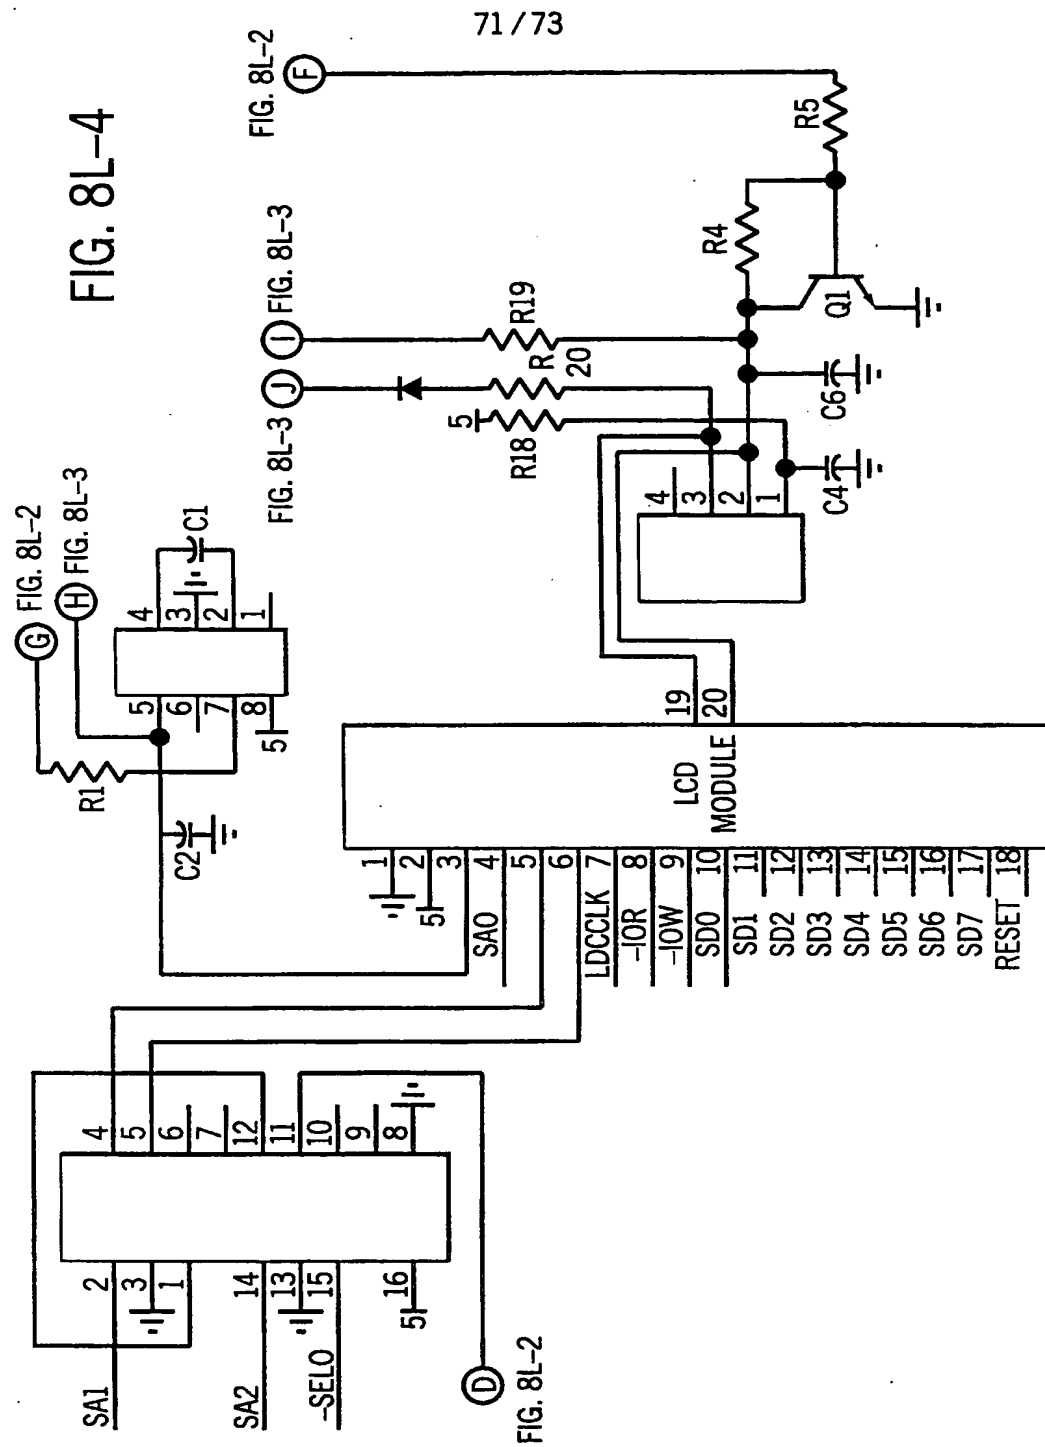 71/73
FIG. 8L-4
FIG. 8L-2
F
R5
R4
Q1
FIG. 8L-3
I
R19
FIG. 8L-3
J
R
20
5
R18
C6
C4
4
3
2
1
FIG. 8L-2
G
FIG. 8L-3
H
R1
C1
4
3
2
1
5
6
7
8
5
C2
LCD
MODULE
19
20
1
2
5
3
4
SA0
5
6
7
LDCCLK
8
-IOR
9
-IOW
10
SD0
11
SD1
12
SD2
13
SD3
14
SD4
15
SD5
16
SD6
17
SD7
18
RESET
4
5
6
7
12
11
10
9
8
2
3
1
14
13
15
16
5
SA1
SA2
-SELO
D
FIG. 8L-2